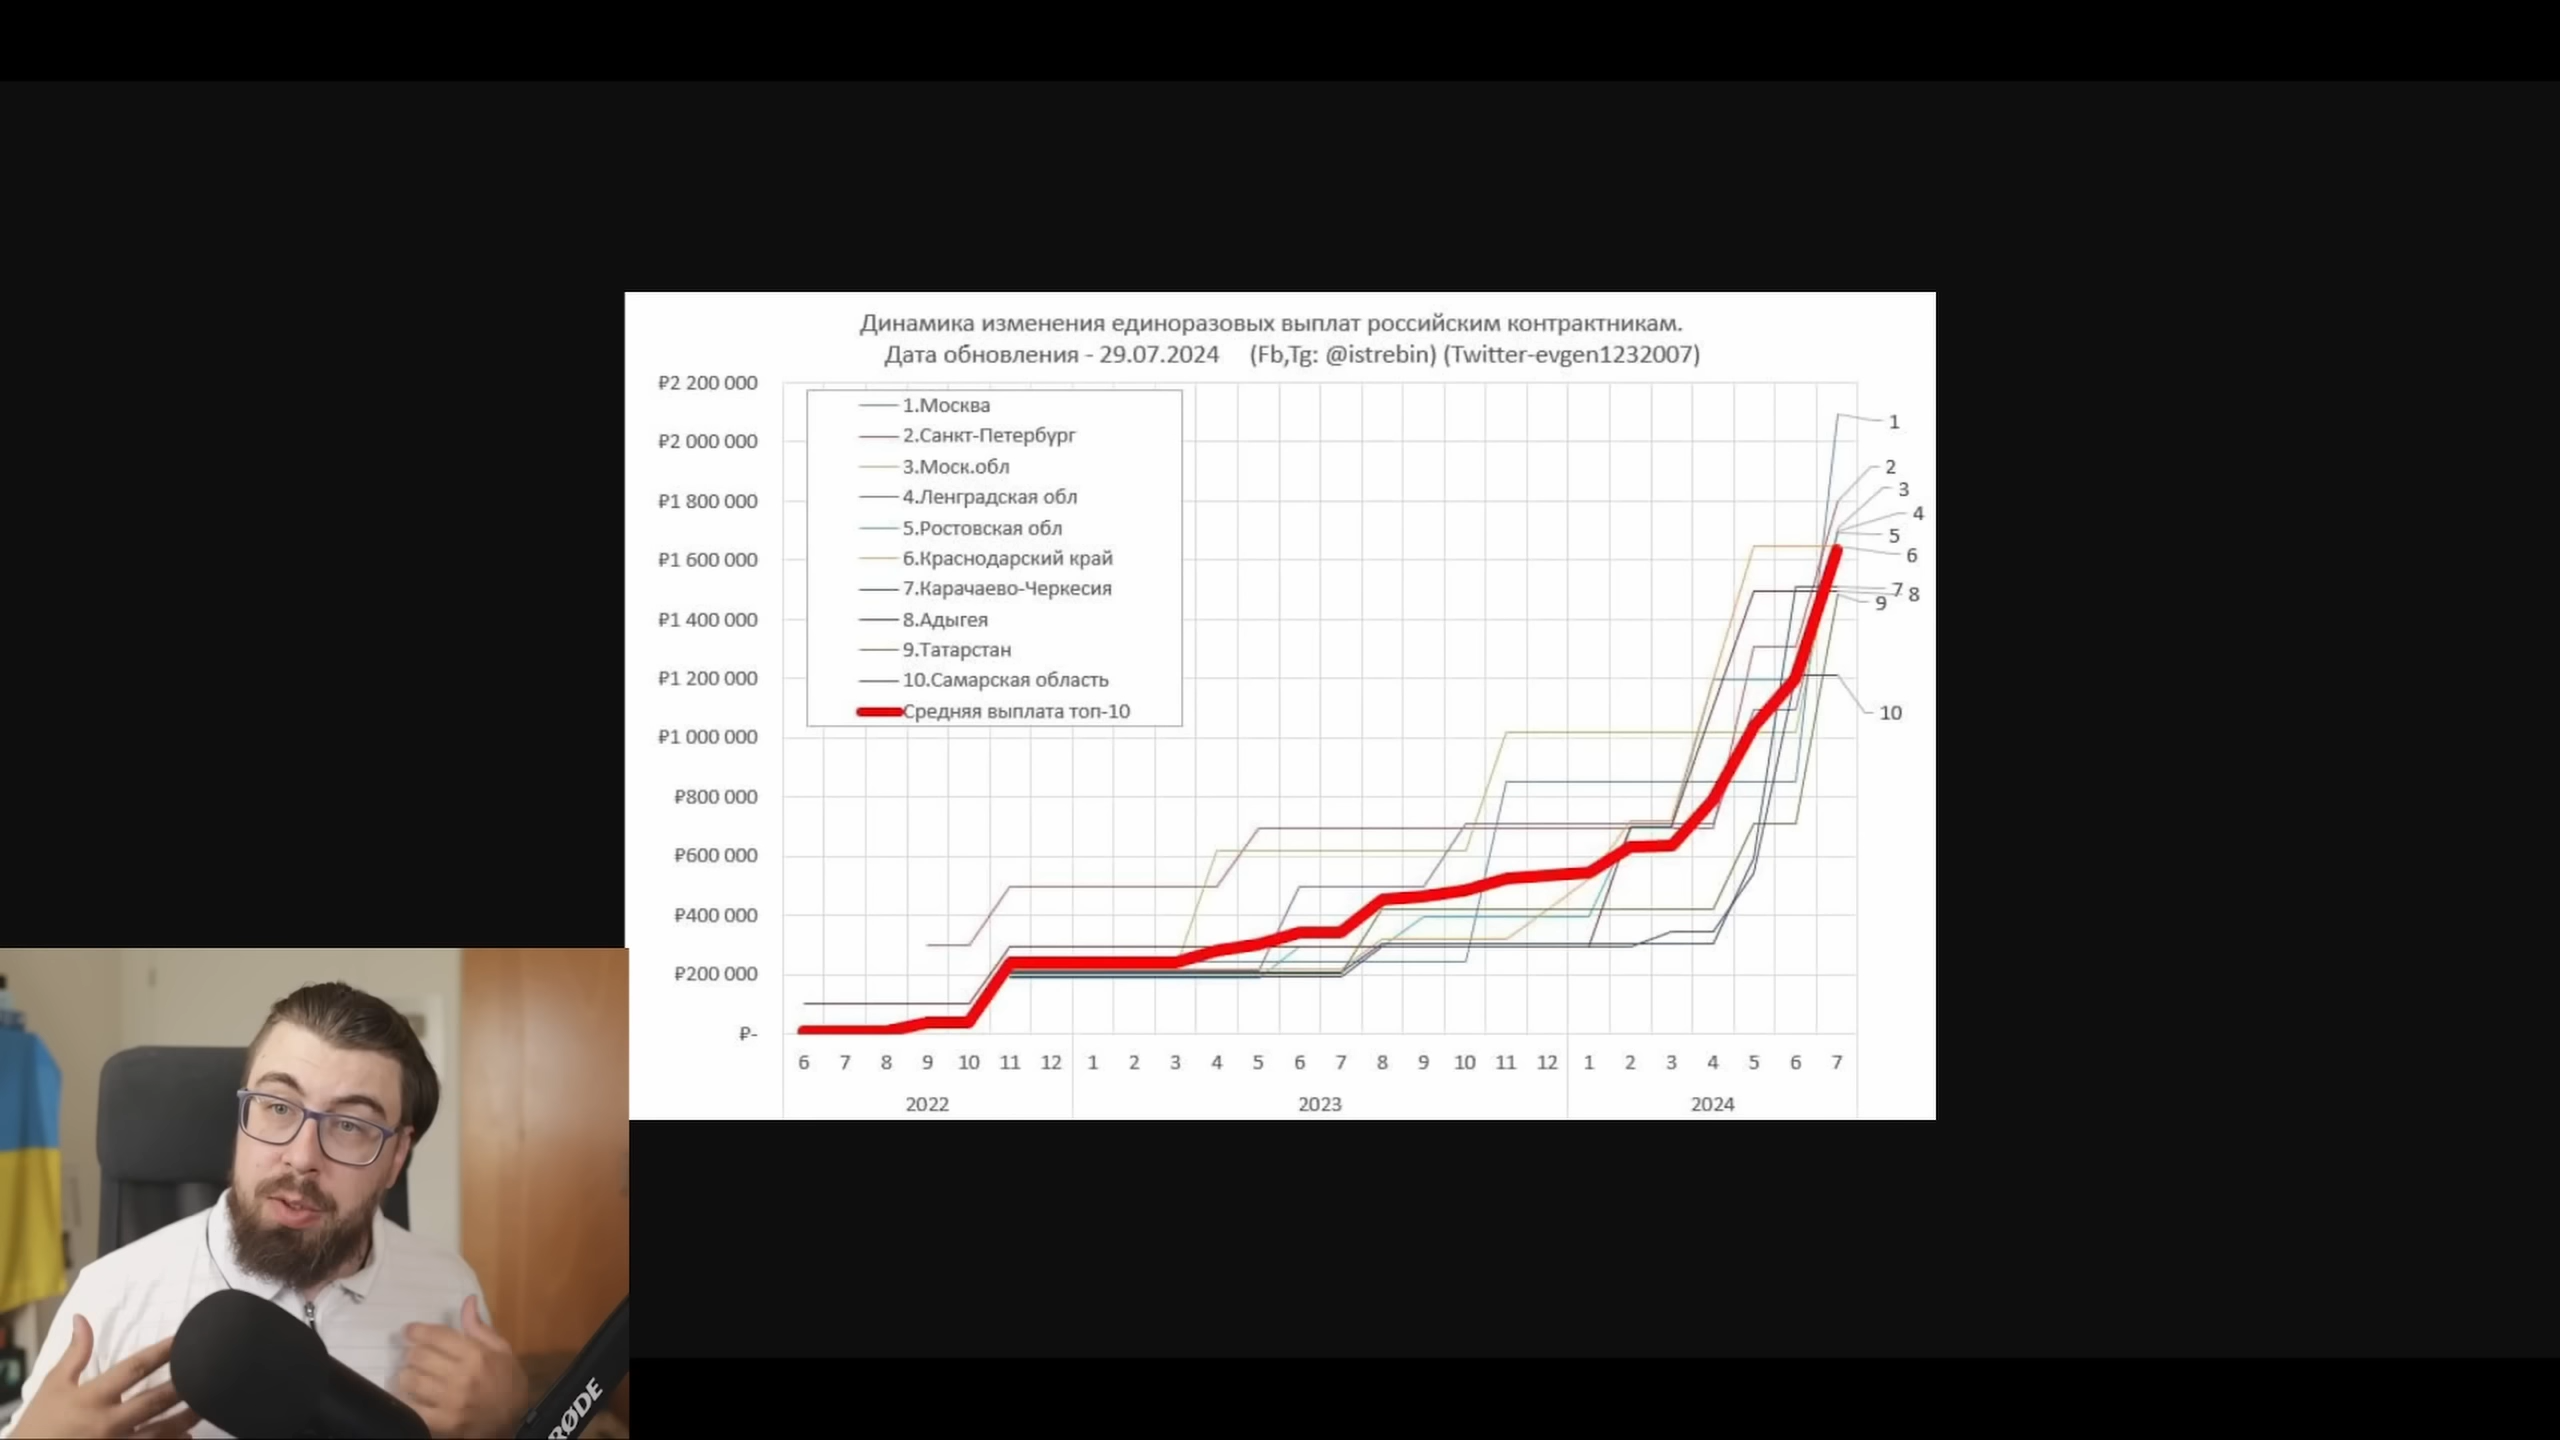 Динамика изменения единоразовых выплат российским контрактникам.
Дата обновления - 29.07.2024 (Fb,Tg: @istrebin) (Twitter-evgen1232007)
₽2 200 000
₽2 000 000
₽1 800 000
₽1 600 000
₽1 400 000
₽1 200 000
₽1 000 000
₽800 000
₽600 000
₽400 000
₽200 000
₽-
1.Москва
2.Санкт-Петербург
3.Моск.обл
4.Ленградская обл
5.Ростовская обл
6.Краснодарский край
7.Карачаево-Черкесия
8.Адыгея
9.Татарстан
10.Самарская область
Средняя выплата топ-10
1
2
3
4
5
6
7
8
9
10
6 7 8 9 10 11 12 1 2 3 4 5 6 7 8 9 10 11 12 1 2 3 4 5 6 7
2022 2023 2024
RØDE